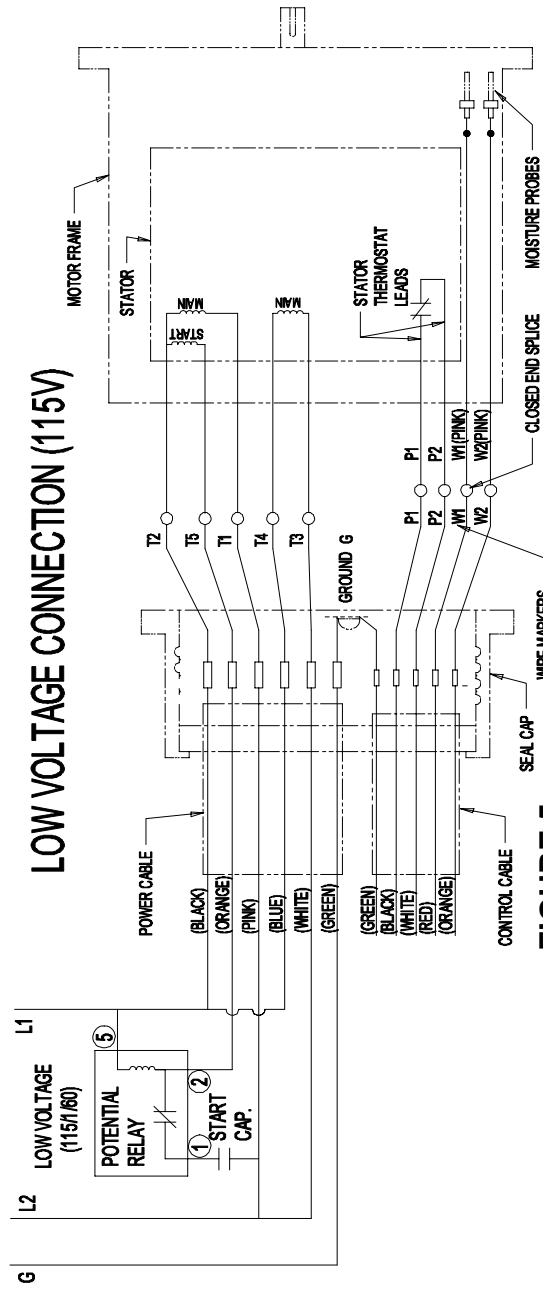 LOW VOLTAGE CONNECTION (115V)
G
L2
L1
LOW VOLTAGE
(115/1/60)
POTENTIAL
RELAY
5
2
1
START
CAP.
POWER CABLE
(BLACK)
(ORANGE)
(PINK)
(BLUE)
(WHITE)
(GREEN)
(GREEN)
(BLACK)
(WHITE)
(RED)
(ORANGE)
CONTROL CABLE
SEAL CAP
GROUND G
T2
T5
T1
T4
T3
P1
P2
W1
W2
P1
P2
W1(PINK)
W2(PINK)
WIRE MARKERS
CLOSED END SPLICE
MOISTURE PROBES
MOTOR FRAME
STATOR
START
MAIN
MAIN
STATOR
THERMOSTAT
LEADS